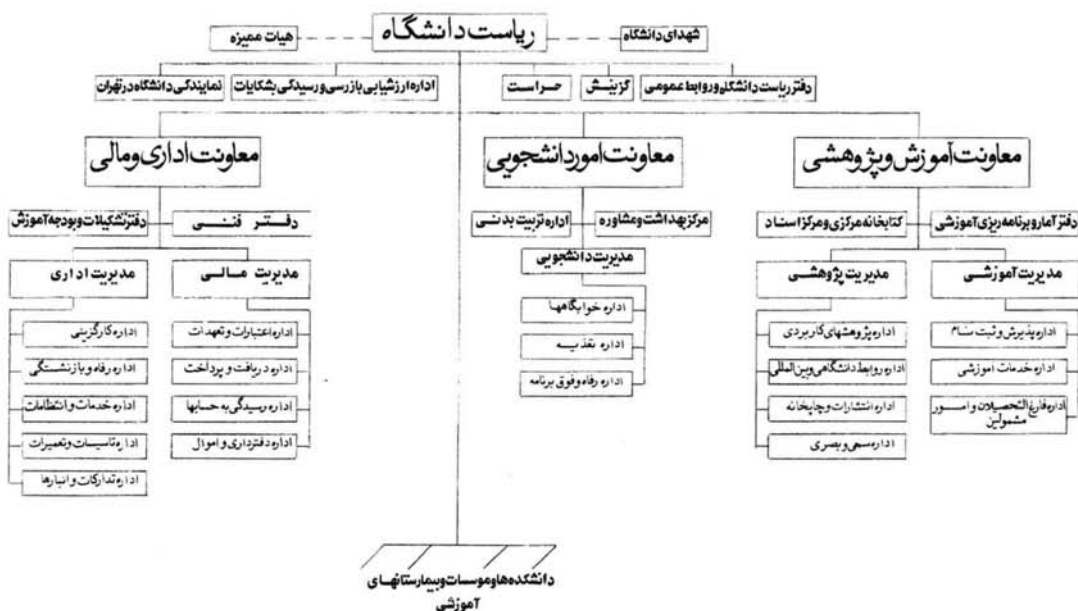 ریاست دانشگاه
شهدای دانشگاه
هیات ممیزه
دفتر ریاست دانشگاه و روابط عمومی
گزینش
حراست
اداره ارزشیابی بازرسی و رسیدگی بشکایات
نمایندگی دانشگاه در تهران
معاونت آموزش و پژوهشی
معاونت امور دانشجویی
معاونت اداری و مالی
دفتر آمار و برنامه ریزی آموزشی
کتابخانه مرکزی و مرکز اسناد
مرکز بهداشت و مشاوره
اداره تربیت بدنی
دفتر فنی
دفتر تشکیلات و بودجه آموزش
مدیریت آموزشی
مدیریت پژوهشی
مدیریت دانشجویی
مدیریت مالی
مدیریت اداری
اداره پذیرش و ثبت نام
اداره خدمات اموزشی
اداره فارغ التحصیلان و امور
مشمولین
اداره پژوهشهای کاربردی
اداره روابط دانشگاهی و بین المللی
اداره انتشارات و چاپخانه
اداره سمعی و بصری
اداره خوابگاهها
اداره تغذیه
اداره رفاه و فوق برنامه
اداره اعتبارات و تعهدات
اداره دریافت و پرداخت
اداره رسیدگی به حسابها
اداره دفترداری و اموال
اداره کارگزینی
اداره رفاه و بازنشستگی
اداره خدمات و انتظامات
اداره تاسیسات و تعمیرات
اداره تدارکات و انبارها
دانشکده ها و موسسات و بیمارستانهای
آموزشی